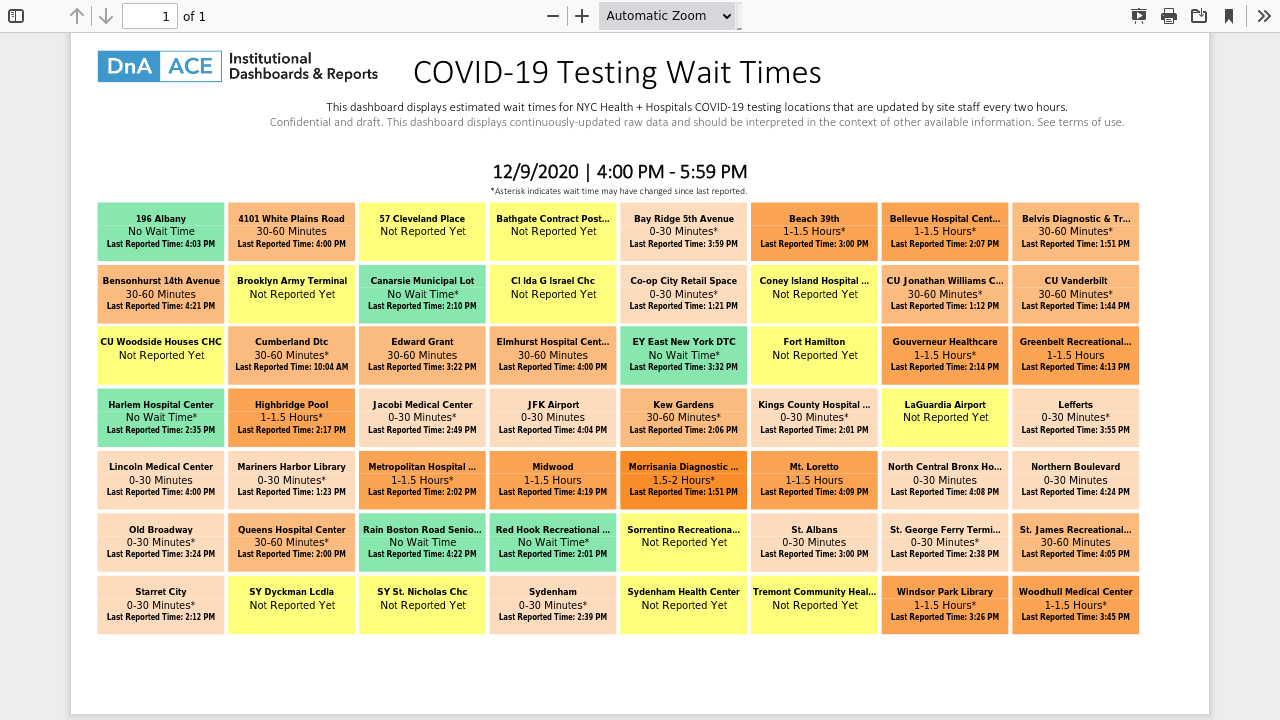 1 of 1 Automatic Zoom
DnA ACE Institutional Dashboards & Reports
COVID-19 Testing Wait Times
This dashboard displays estimated wait times for NYC Health + Hospitals COVID-19 testing locations that are updated by site staff every two hours.
Confidential and draft. This dashboard displays continuously-updated raw data and should be interpreted in the context of other available information. See terms of use.
12/9/2020 | 4:00 PM - 5:59 PM
*Asterisk indicates wait time may have changed since last reported.
196 Albany
No Wait Time
Last Reported Time: 4:03 PM
4101 White Plains Road
30-60 Minutes
Last Reported Time: 4:00 PM
57 Cleveland Place
Not Reported Yet
Bathgate Contract Post...
Not Reported Yet
Bay Ridge 5th Avenue
0-30 Minutes*
Last Reported Time: 3:59 PM
Beach 39th
1-1.5 Hours*
Last Reported Time: 3:00 PM
Bellevue Hospital Cent...
1-1.5 Hours*
Last Reported Time: 2:07 PM
Belvis Diagnostic & Tr...
30-60 Minutes*
Last Reported Time: 1:51 PM
Bensonhurst 14th Avenue
30-60 Minutes
Last Reported Time: 4:21 PM
Brooklyn Army Terminal
Not Reported Yet
Canarsie Municipal Lot
No Wait Time*
Last Reported Time: 2:10 PM
CI Ida G Israel Chc
Not Reported Yet
Co-op City Retail Space
0-30 Minutes*
Last Reported Time: 1:21 PM
Coney Island Hospital ...
Not Reported Yet
CU Jonathan Williams C...
30-60 Minutes*
Last Reported Time: 1:12 PM
CU Vanderbilt
30-60 Minutes*
Last Reported Time: 1:44 PM
CU Woodside Houses CHC
Not Reported Yet
Cumberland Dtc
30-60 Minutes*
Last Reported Time: 10:04 AM
Edward Grant
30-60 Minutes
Last Reported Time: 3:22 PM
Elmhurst Hospital Cent...
30-60 Minutes
Last Reported Time: 4:00 PM
EY East New York DTC
No Wait Time*
Last Reported Time: 3:32 PM
Fort Hamilton
Not Reported Yet
Gouverneur Healthcare
1-1.5 Hours*
Last Reported Time: 2:14 PM
Greenbelt Recreational...
1-1.5 Hours
Last Reported Time: 4:13 PM
Harlem Hospital Center
No Wait Time*
Last Reported Time: 2:35 PM
Highbridge Pool
1-1.5 Hours*
Last Reported Time: 2:17 PM
Jacobi Medical Center
0-30 Minutes*
Last Reported Time: 2:49 PM
JFK Airport
0-30 Minutes
Last Reported Time: 4:04 PM
Kew Gardens
30-60 Minutes*
Last Reported Time: 2:06 PM
Kings County Hospital ...
0-30 Minutes*
Last Reported Time: 2:01 PM
LaGuardia Airport
Not Reported Yet
Lefferts
0-30 Minutes*
Last Reported Time: 3:55 PM
Lincoln Medical Center
0-30 Minutes
Last Reported Time: 4:00 PM
Mariners Harbor Library
0-30 Minutes*
Last Reported Time: 1:23 PM
Metropolitan Hospital ...
1-1.5 Hours*
Last Reported Time: 2:02 PM
Midwood
1-1.5 Hours
Last Reported Time: 4:19 PM
Morrisania Diagnostic ...
1.5-2 Hours*
Last Reported Time: 1:51 PM
Mt. Loretto
1-1.5 Hours
Last Reported Time: 4:09 PM
North Central Bronx Ho...
0-30 Minutes
Last Reported Time: 4:08 PM
Northern Boulevard
0-30 Minutes
Last Reported Time: 4:24 PM
Old Broadway
0-30 Minutes*
Last Reported Time: 3:24 PM
Queens Hospital Center
30-60 Minutes*
Last Reported Time: 2:00 PM
Rain Boston Road Senio...
No Wait Time
Last Reported Time: 4:22 PM
Red Hook Recreational ...
No Wait Time*
Last Reported Time: 2:01 PM
Sorrentino Recreationa...
Not Reported Yet
St. Albans
0-30 Minutes
Last Reported Time: 3:00 PM
St. George Ferry Termi...
0-30 Minutes*
Last Reported Time: 2:38 PM
St. James Recreational...
30-60 Minutes
Last Reported Time: 4:05 PM
Starret City
0-30 Minutes*
Last Reported Time: 2:12 PM
SY Dyckman Lcdla
Not Reported Yet
SY St. Nicholas Chc
Not Reported Yet
Sydenham
0-30 Minutes*
Last Reported Time: 2:39 PM
Sydenham Health Center
Not Reported Yet
Tremont Community Heal...
Not Reported Yet
Windsor Park Library
1-1.5 Hours*
Last Reported Time: 3:26 PM
Woodhull Medical Center
1-1.5 Hours*
Last Reported Time: 3:45 PM